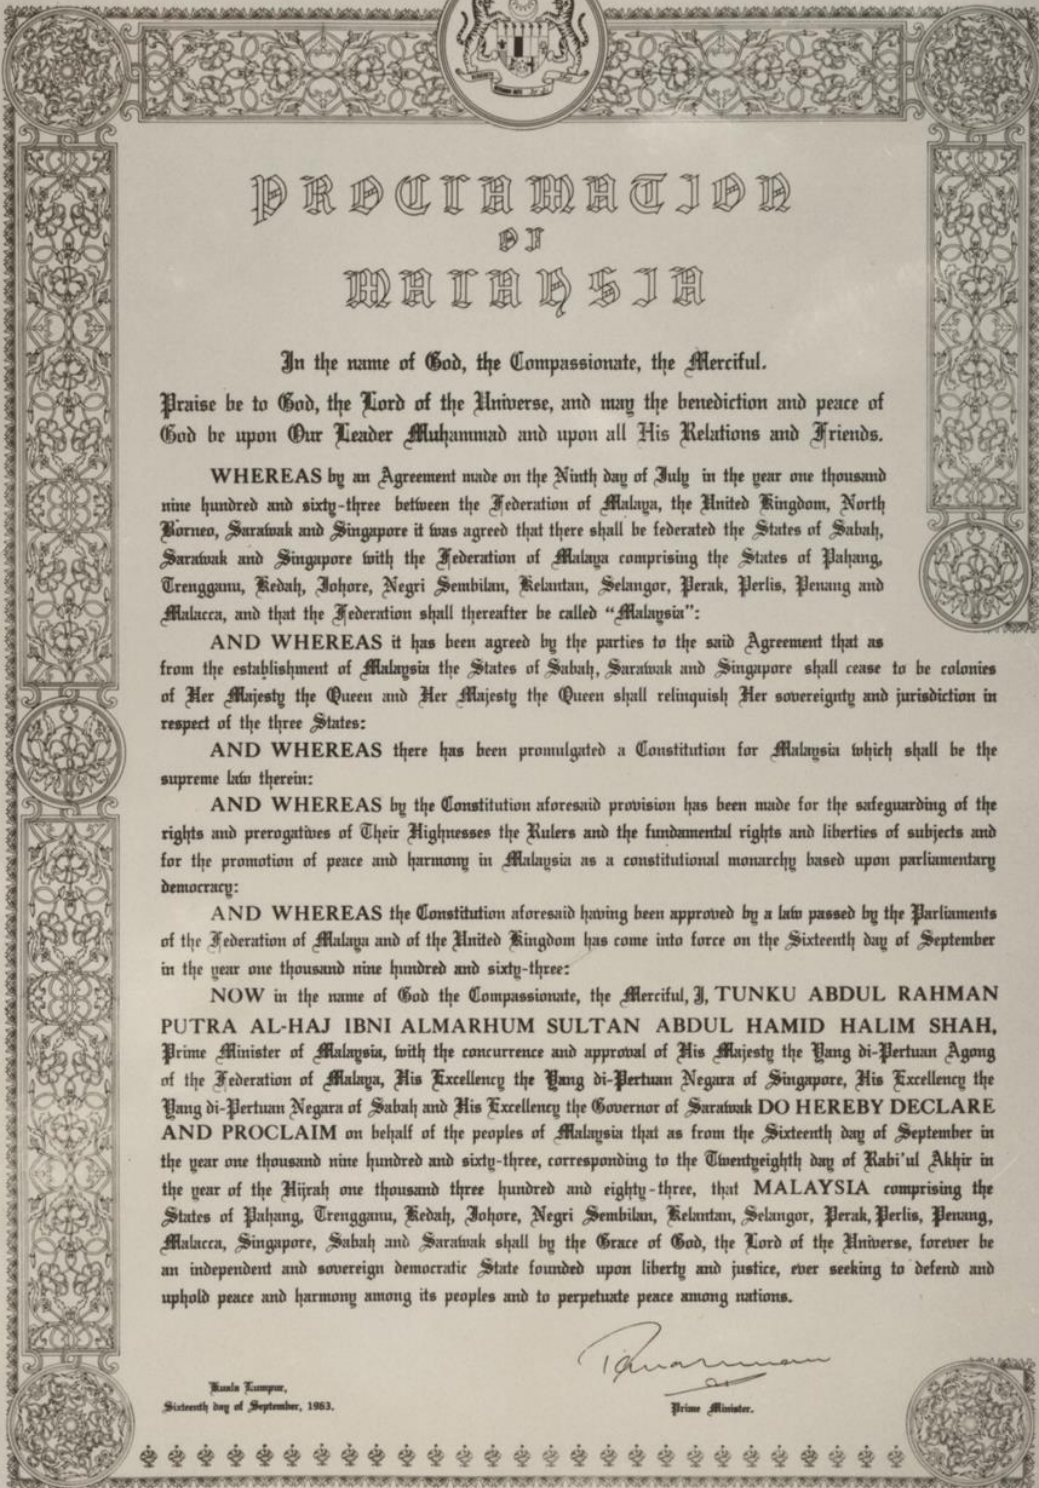 PROCLAMATION
OF
MALAYSIA
In the name of God, the Compassionate, the Merciful.
Praise be to God, the Lord of the Universe, and may the benediction and peace of
God be upon Our Leader Muhammad and upon all His Relations and Friends.
WHEREAS by an Agreement made on the Ninth day of July in the year one thousand
nine hundred and sixty-three between the Federation of Malaya, the United Kingdom, North
Borneo, Sarawak and Singapore it was agreed that there shall be federated the States of Sabah,
Sarawak and Singapore with the Federation of Malaya comprising the States of Pahang,
Trengganu, Kedah, Johore, Negri Sembilan, Kelantan, Selangor, Perak, Perlis, Penang and
Malacca, and that the Federation shall thereafter be called “Malaysia”:
AND WHEREAS it has been agreed by the parties to the said Agreement that as
from the establishment of Malaysia the States of Sabah, Sarawak and Singapore shall cease to be colonies
of Her Majesty the Queen and Her Majesty the Queen shall relinquish Her sovereignty and jurisdiction in
respect of the three States:
AND WHEREAS there has been promulgated a Constitution for Malaysia which shall be the
supreme law therein:
AND WHEREAS by the Constitution aforesaid provision has been made for the safeguarding of the
rights and prerogatives of Their Highnesses the Rulers and the fundamental rights and liberties of subjects and
for the promotion of peace and harmony in Malaysia as a constitutional monarchy based upon parliamentary
democracy:
AND WHEREAS the Constitution aforesaid having been approved by a law passed by the Parliaments
of the Federation of Malaya and of the United Kingdom has come into force on the Sixteenth day of September
in the year one thousand nine hundred and sixty-three:
NOW in the name of God the Compassionate, the Merciful, I, TUNKU ABDUL RAHMAN
PUTRA AL-HAJ IBNI ALMARHUM SULTAN ABDUL HAMID HALIM SHAH,
Prime Minister of Malaysia, with the concurrence and approval of His Majesty the Yang di-Pertuan Agong
of the Federation of Malaya, His Excellency the Yang di-Pertuan Negara of Singapore, His Excellency the
Yang di-Pertuan Negara of Sabah and His Excellency the Governor of Sarawak DO HEREBY DECLARE
AND PROCLAIM on behalf of the peoples of Malaysia that as from the Sixteenth day of September in
the year one thousand nine hundred and sixty-three, corresponding to the Twentyeighth day of Rabi'ul Akhir in
the year of the Hijrah one thousand three hundred and eighty-three, that MALAYSIA comprising the
States of Pahang, Trengganu, Kedah, Johore, Negri Sembilan, Kelantan, Selangor, Perak, Perlis, Penang,
Malacca, Singapore, Sabah and Sarawak shall by the Grace of God, the Lord of the Universe, forever be
an independent and sovereign democratic State founded upon liberty and justice, ever seeking to defend and
uphold peace and harmony among its peoples and to perpetuate peace among nations.
Kuala Lumpur,
Sixteenth day of September, 1963.
Prime Minister.